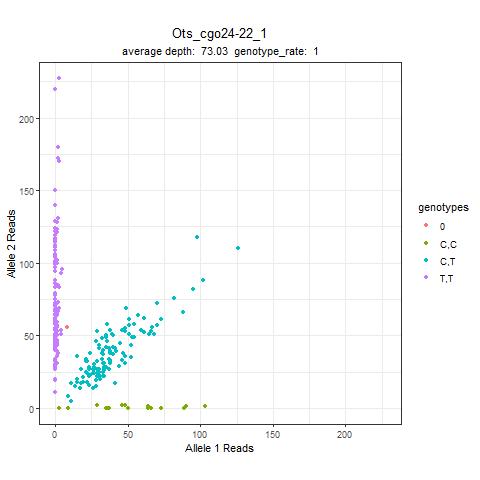 Ots_cgo24-22_1
average depth: 73.03 genotype_rate: 1
Allele 2 Reads
200
150
100
50
0
0 50 100 150 200
Allele 1 Reads
genotypes
0
C,C
C,T
T,T